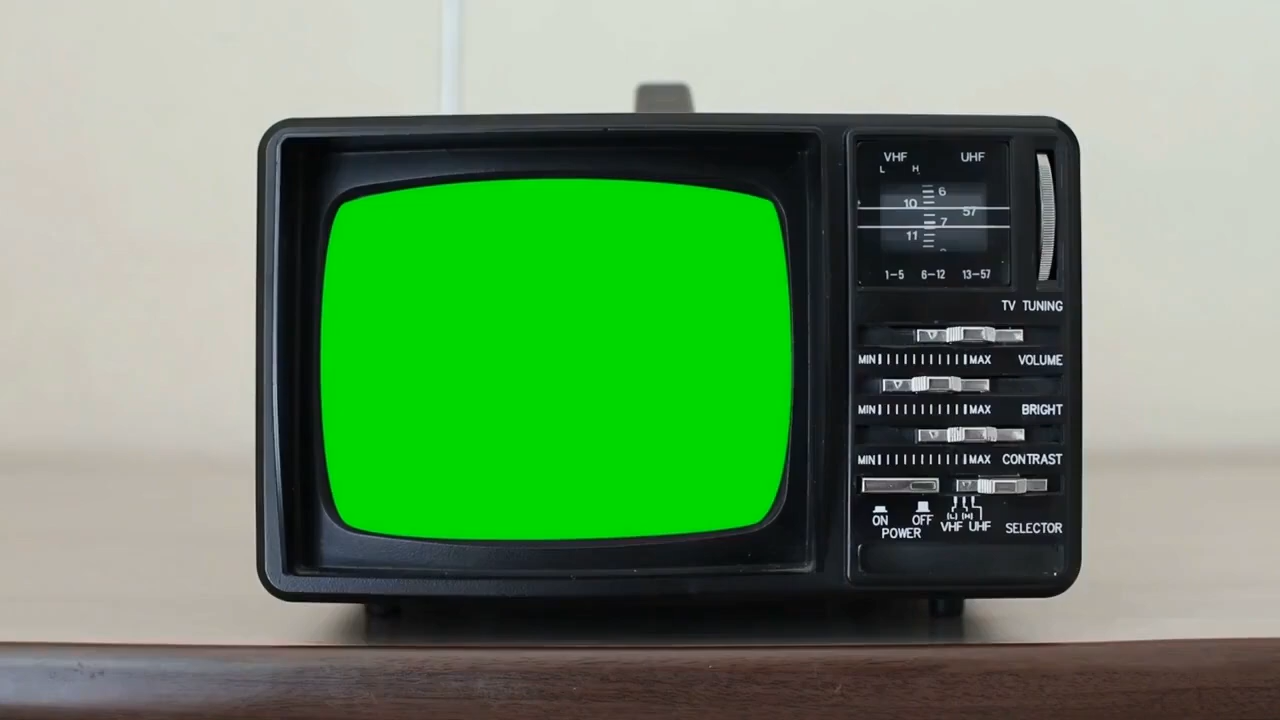 VHF UHF
L H
6
10 57
7
11
1-5 6-12 13-57
TV TUNING
MIN MAX VOLUME
MIN MAX BRIGHT
MIN MAX CONTRAST
ON OFF
(L) (H)
VHF UHF
POWER SELECTOR